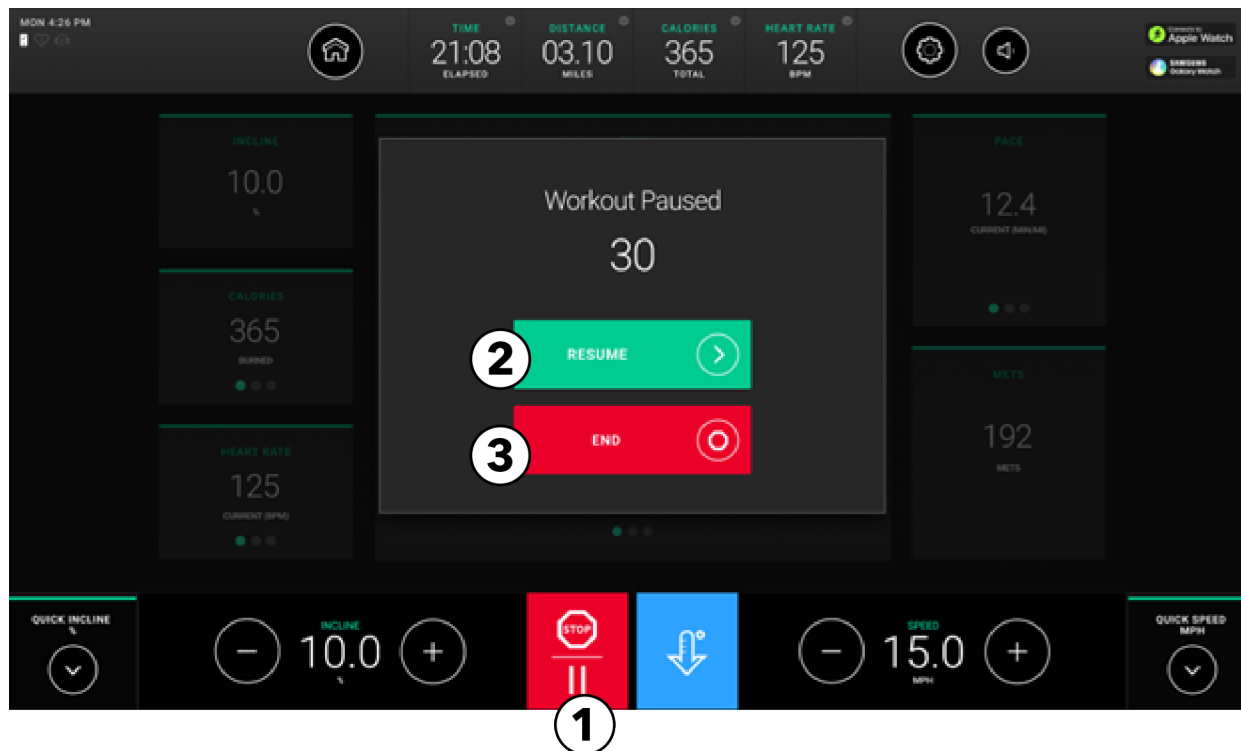 MON 4:26 PM
TIME
21:08
ELAPSED
DISTANCE
03.10
MILES
CALORIES
365
TOTAL
HEART RATE
125
BPM
Connects to
Apple Watch
SAMSUNG
Galaxy Watch
INCLINE
10.0
%
CALORIES
365
BURNED
HEART RATE
125
CURRENT (BPM)
Workout Paused
30
2
RESUME
3
END
PACE
12.4
CURRENT (MIN/MI)
METS
192
METS
QUICK INCLINE
%
INCLINE
10.0
%
STOP
1
SPEED
15.0
MPH
QUICK SPEED
MPH